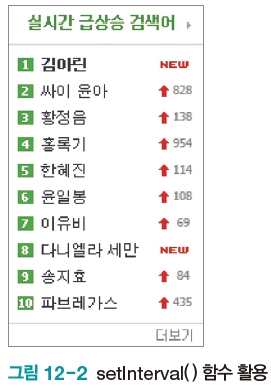 실시간 급상승 검색어
1 김아린 NEW
2 싸이 윤아 828
3 황정음 138
4 홍록기 954
5 한혜진 114
6 윤일봉 108
7 이유비 69
8 다니엘라 세만 NEW
9 송지효 84
10 파브레가스 435
더보기
그림 12-2 setInterval( ) 함수 활용